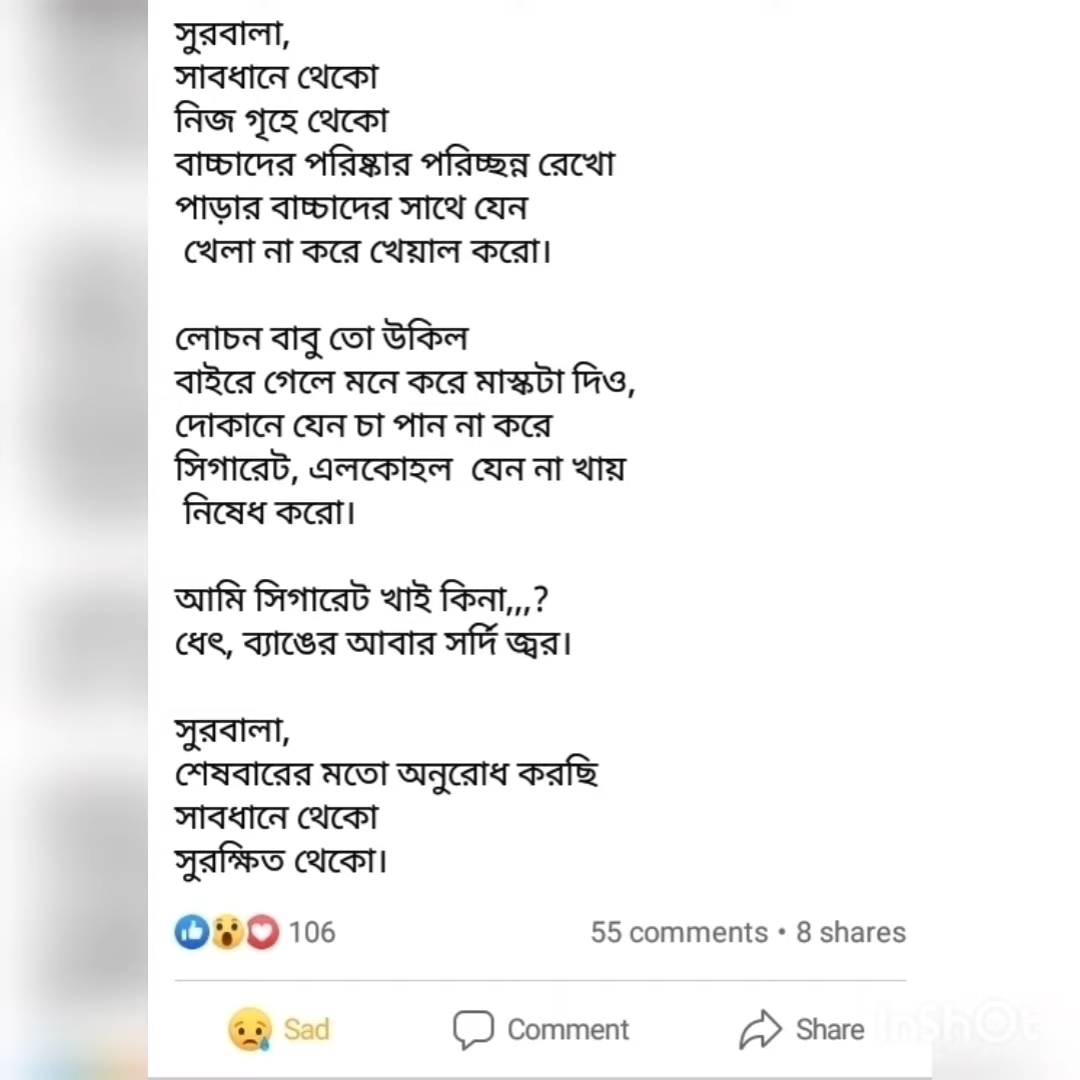 সুরবালা,
সাবধানে থেকো
নিজ গৃহে থেকো
বাচ্চাদের পরিষ্কার পরিচ্ছন্ন রেখো
পাড়ার বাচ্চাদের সাথে যেন
খেলা না করে খেয়াল করো।
লোচন বাবু তো উকিল
বাইরে গেলে মনে করে মাস্কটা দিও,
দোকানে যেন চা পান না করে
সিগারেট, এলকোহল যেন না খায়
নিষেধ করো।
আমি সিগারেট খাই কিনা,,,?
ধেৎ, ব্যাঙের আবার সর্দি জ্বর।
সুরবালা,
শেষবারের মতো অনুরোধ করছি
সাবধানে থেকো
সুরক্ষিত থেকো।
106 55 comments • 8 shares
Sad Comment Share
InShOt